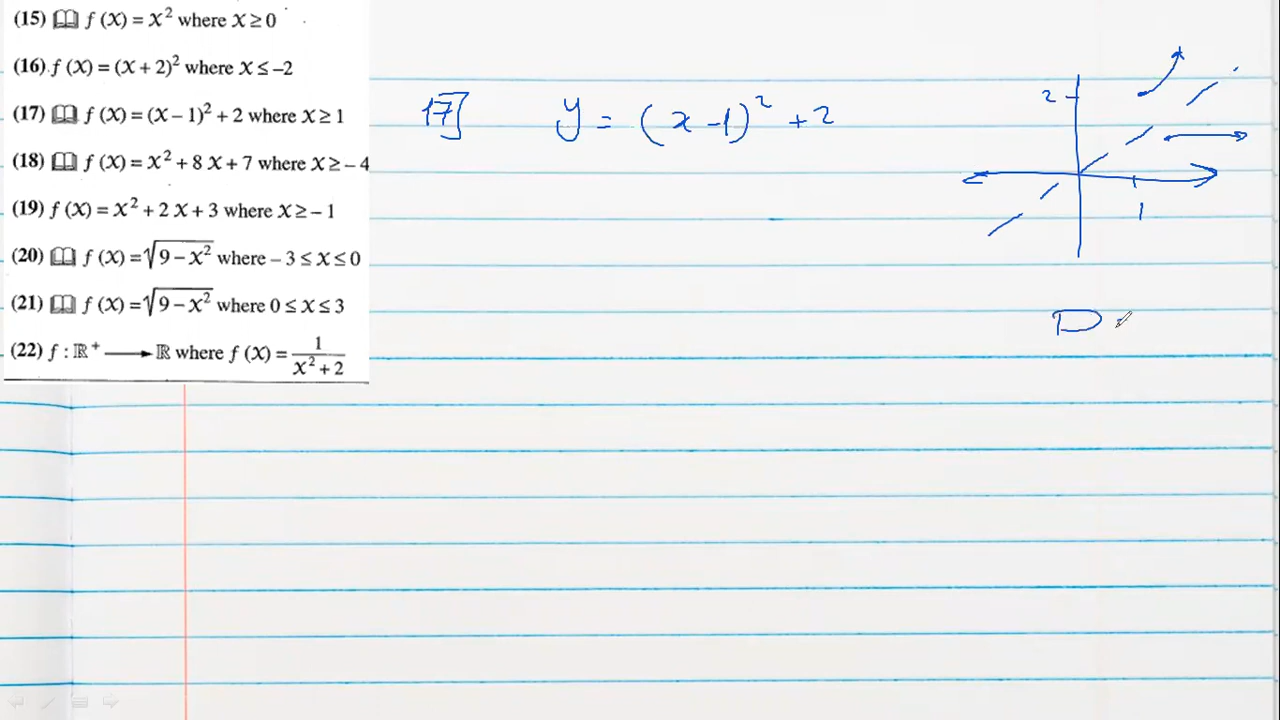 (15) f (X) = X² where X ≥ 0
(16) f (X) = (X + 2)² where X ≤ –2
(17) f (X) = (X – 1)² + 2 where X ≥ 1
(18) f (X) = X² + 8 X + 7 where X ≥ – 4
(19) f (X) = X² + 2 X + 3 where X ≥ – 1
(20) f (X) = √(9 – X²) where – 3 ≤ X ≤ 0
(21) f (X) = √(9 – X²) where 0 ≤ X ≤ 3
(22) f : ℝ⁺ ⟶ ℝ where f (X) = 1/(X² + 2)
17] y = (x – 1)² + 2
2
1
D